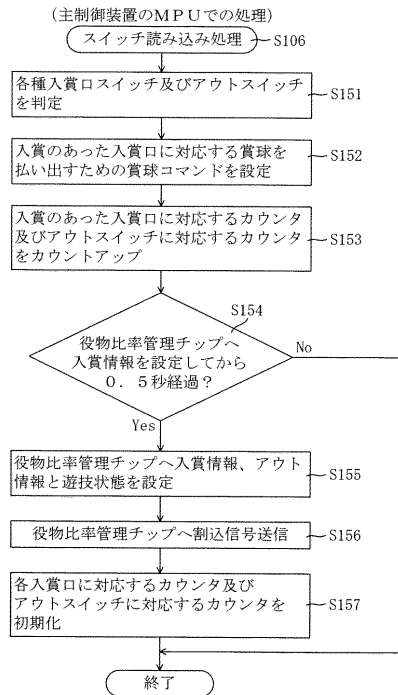 (主制御装置のMPUでの処理)
スイッチ読み込み処理
S106
各種入賞口スイッチ及びアウトスイッチ
を判定
S151
入賞のあった入賞口に対応する賞球を
払い出すための賞球コマンドを設定
S152
入賞のあった入賞口に対応するカウンタ
及びアウトスイッチに対応するカウンタ
をカウントアップ
S153
S154
役物比率管理チップへ
入賞情報を設定してから
0.5秒経過?
No
Yes
役物比率管理チップへ入賞情報、アウト
情報と遊技状態を設定
S155
役物比率管理チップへ割込信号送信
S156
各入賞口に対応するカウンタ及び
アウトスイッチに対応するカウンタを
初期化
S157
終了